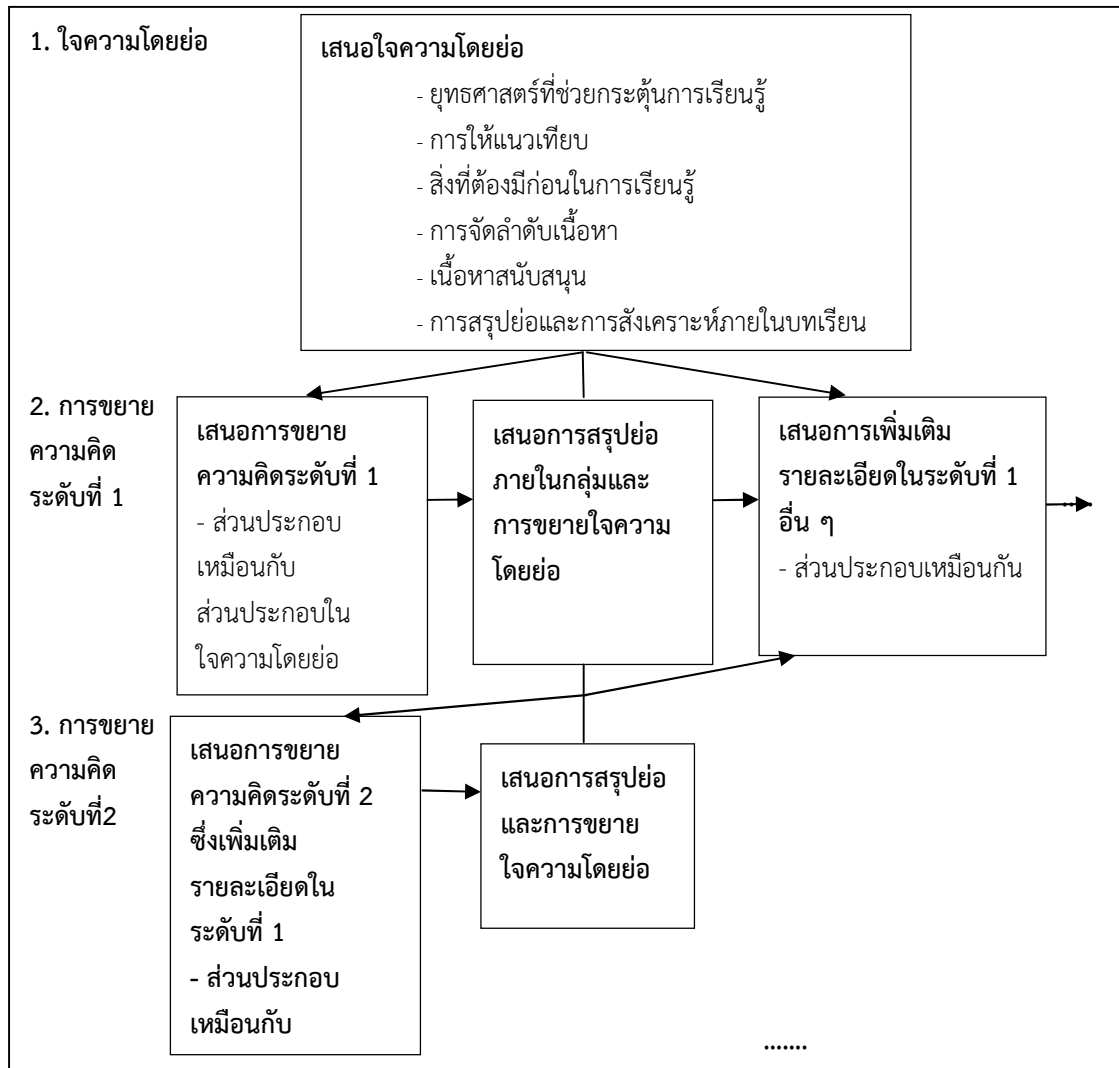 1. ใจความโดยย่อ
เสนอใจความโดยย่อ
- ยุทธศาสตร์ที่ช่วยกระตุ้นการเรียนรู้
- การให้แนวเทียบ
- สิ่งที่ต้องมีก่อนในการเรียนรู้
- การจัดลำดับเนื้อหา
- เนื้อหาสนับสนุน
- การสรุปย่อและการสังเคราะห์ภายในบทเรียน
2. การขยาย
ความคิด
ระดับที่ 1
เสนอการขยาย
ความคิดระดับที่ 1
- ส่วนประกอบ
เหมือนกับ
ส่วนประกอบใน
ใจความโดยย่อ
เสนอการสรุปย่อ
ภายในกลุ่มและ
การขยายใจความ
โดยย่อ
เสนอการเพิ่มเติม
รายละเอียดในระดับที่ 1
อื่น ๆ
- ส่วนประกอบเหมือนกัน
3. การขยาย
ความคิด
ระดับที่2
เสนอการขยาย
ความคิดระดับที่ 2
ซึ่งเพิ่มเติม
รายละเอียดใน
ระดับที่ 1
- ส่วนประกอบ
เหมือนกับ
เสนอการสรุปย่อ
และการขยาย
ใจความโดยย่อ
.......